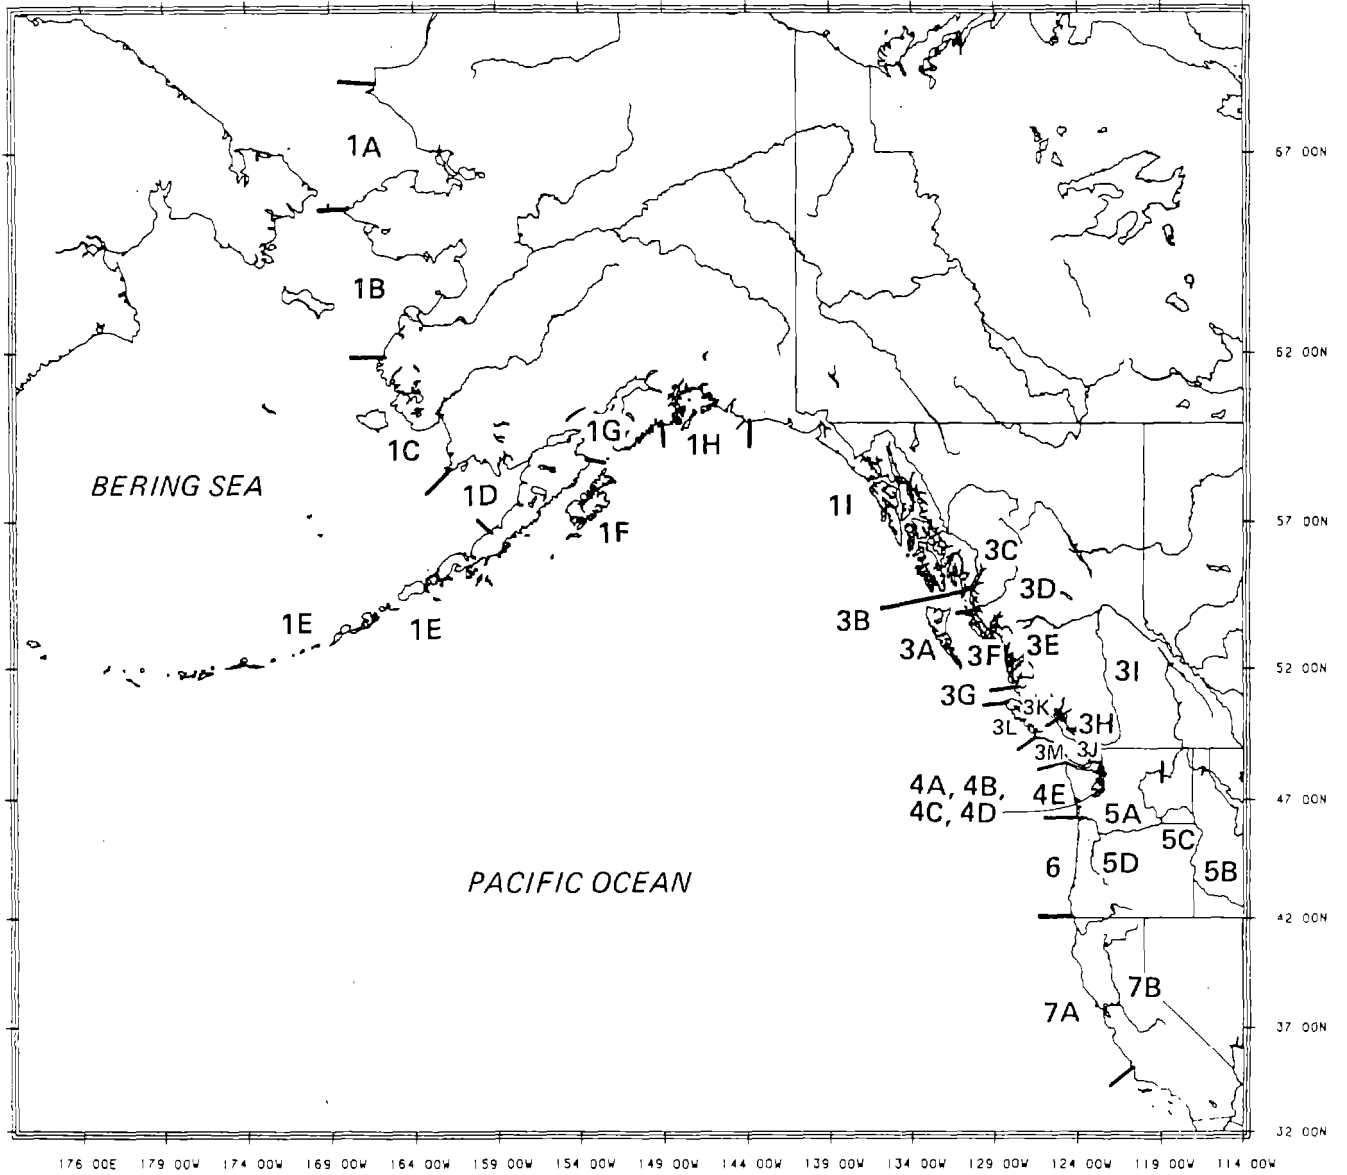 1A
67 00N
1B
52 00N
1G
1H
1C
BERING SEA
1D
1I
1F
57 00N
3C
3D
1E
1E
3B
3A
3F
3E
52 00N
3I
3G
3K
3H
3L
3M
3J
4A, 4B,
4C, 4D
4E
47 00N
5A
5C
PACIFIC OCEAN
6
5D
5B
42 00N
7B
7A
37 00N
32 00N
176 00E 179 00W 174 00W 169 00W 164 00W 159 00W 154 00W 149 00W 144 00W 139 00W 134 00W 129 00W 124 00W 119 00W 114 00W